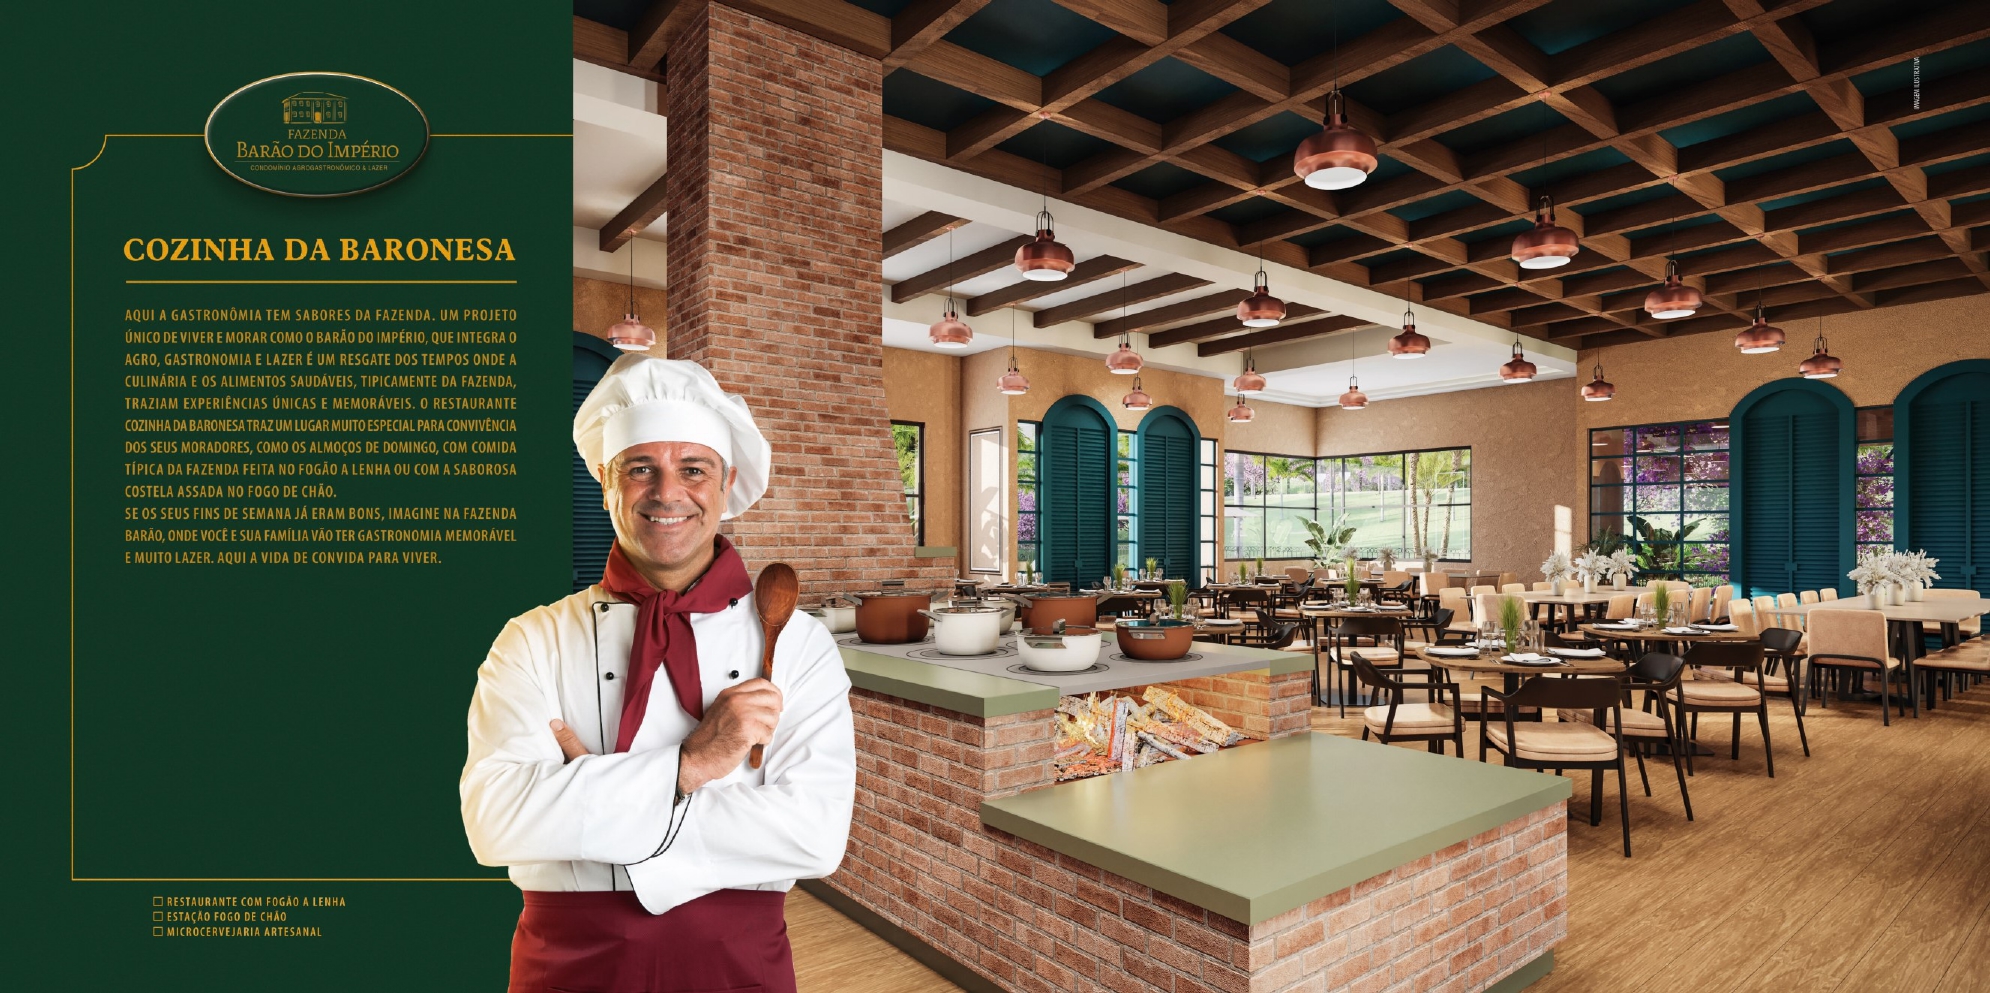 FAZENDA
BARÃO DO IMPÉRIO
CONDOMÍNIO AGROGASTRONÔMICO & LAZER
COZINHA DA BARONESA
AQUI A GASTRONÔMIA TEM SABORES DA FAZENDA. UM PROJETO
ÚNICO DE VIVER E MORAR COMO O BARÃO DO IMPÉRIO, QUE INTEGRA O
AGRO, GASTRONOMIA E LAZER É UM RESGATE DOS TEMPOS ONDE A
CULINÁRIA E OS ALIMENTOS SAUDÁVEIS, TIPICAMENTE DA FAZENDA,
TRAZIAM EXPERIÊNCIAS ÚNICAS E MEMORÁVEIS. O RESTAURANTE
COZINHA DA BARONESA TRAZ UM LUGAR MUITO ESPECIAL PARA CONVIVÊNCIA
DOS SEUS MORADORES, COMO OS ALMOÇOS DE DOMINGO, COM COMIDA
TÍPICA DA FAZENDA FEITA NO FOGÃO A LENHA OU COM A SABOROSA
COSTELA ASSADA NO FOGO DE CHÃO.
SE OS SEUS FINS DE SEMANA JÁ ERAM BONS, IMAGINE NA FAZENDA
BARÃO, ONDE VOCÊ E SUA FAMÍLIA VÃO TER GASTRONOMIA MEMORÁVEL
E MUITO LAZER. AQUI A VIDA DE CONVIDA PARA VIVER.
☐ RESTAURANTE COM FOGÃO A LENHA
☐ ESTAÇÃO FOGO DE CHÃO
☐ MICROCERVEJARIA ARTESANAL
IMAGEM ILUSTRATIVA